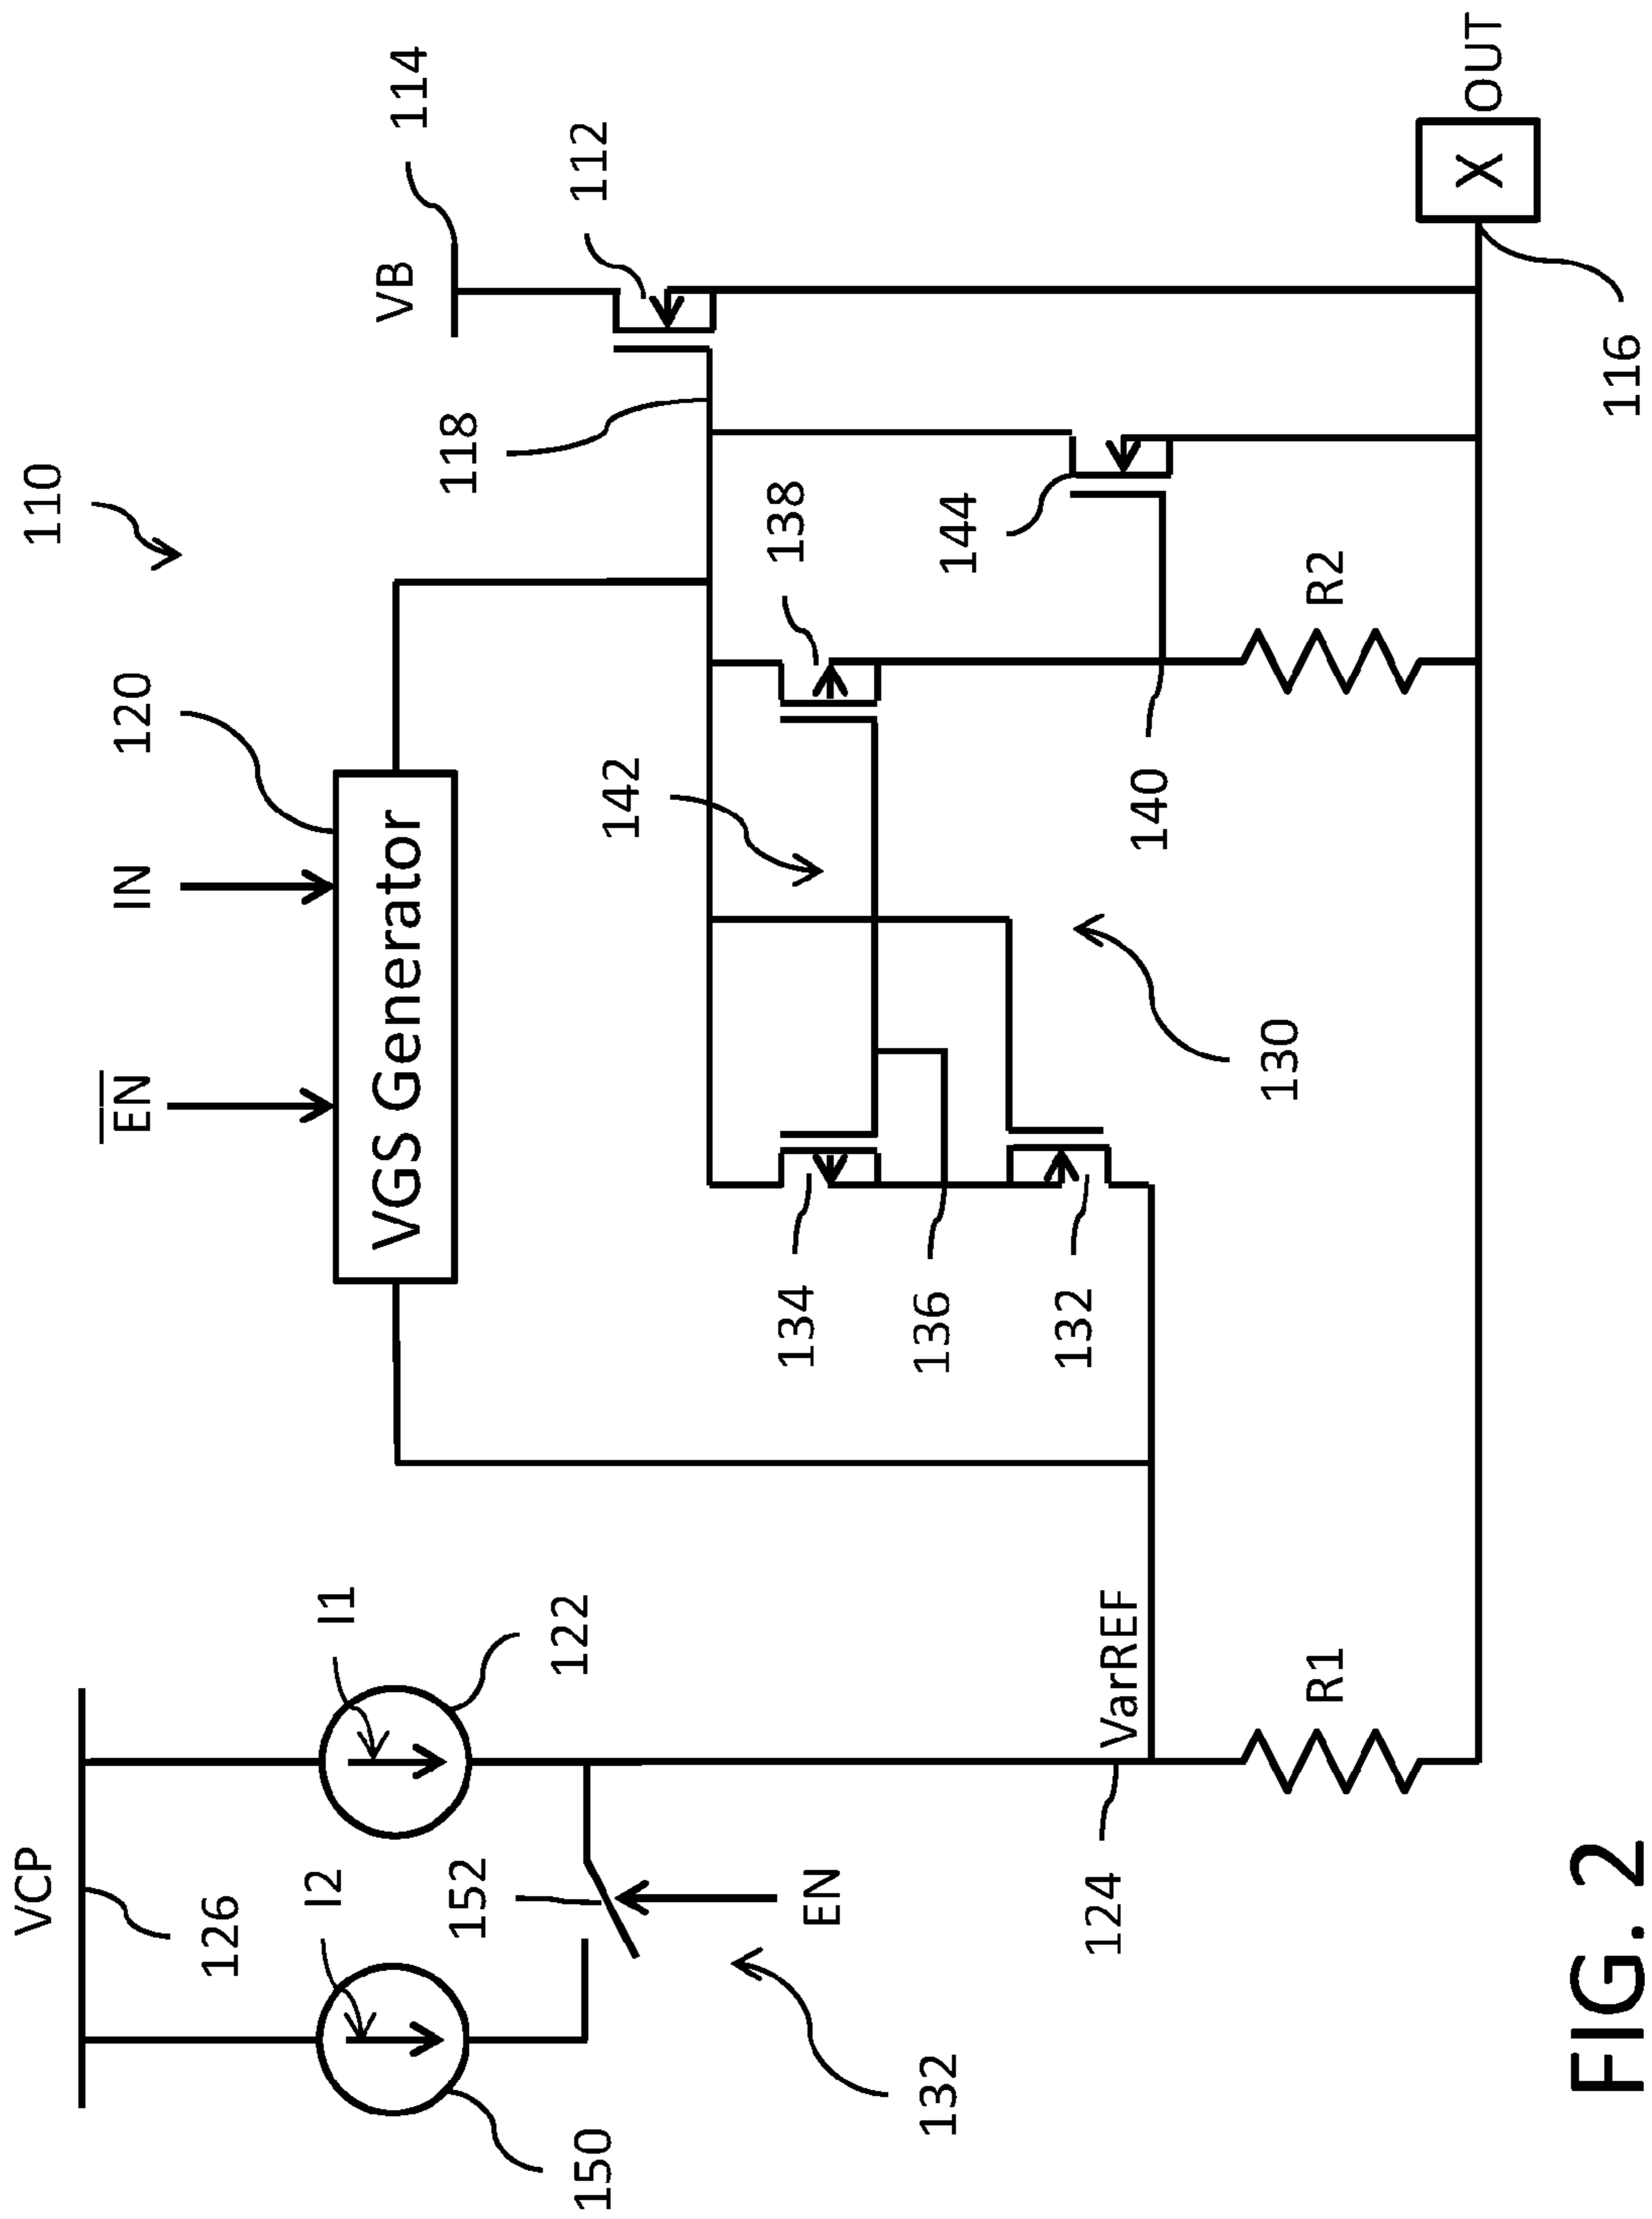 110
VCP
126
I2
I1
150
122
152
EN
132
EN
IN
120
VGS Generator
VB
114
112
118
142
138
134
136
132
130
144
140
VarREF
124
R1
R2
116
X
OUT
FIG. 2